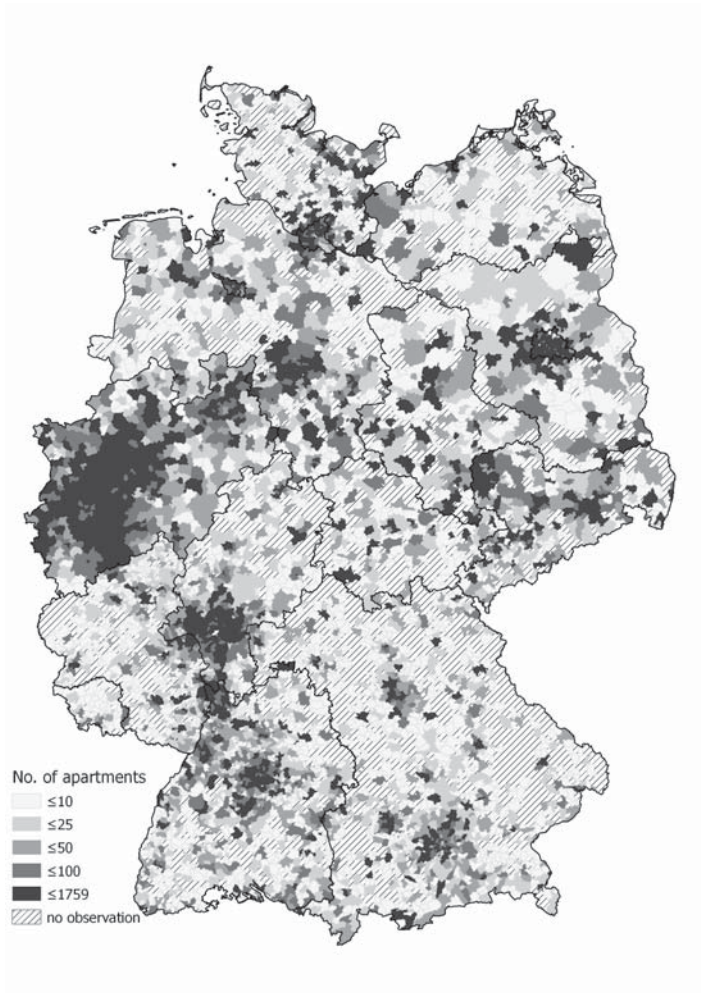 No. of apartments
≤10
≤25
≤50
≤100
≤1759
no observation